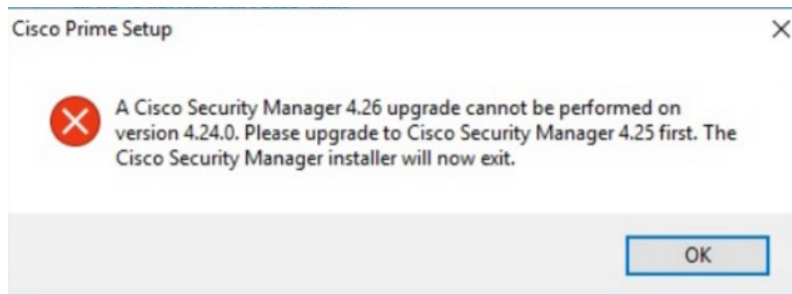 Cisco Prime Setup
A Cisco Security Manager 4.26 upgrade cannot be performed on
version 4.24.0. Please upgrade to Cisco Security Manager 4.25 first. The
Cisco Security Manager installer will now exit.
OK